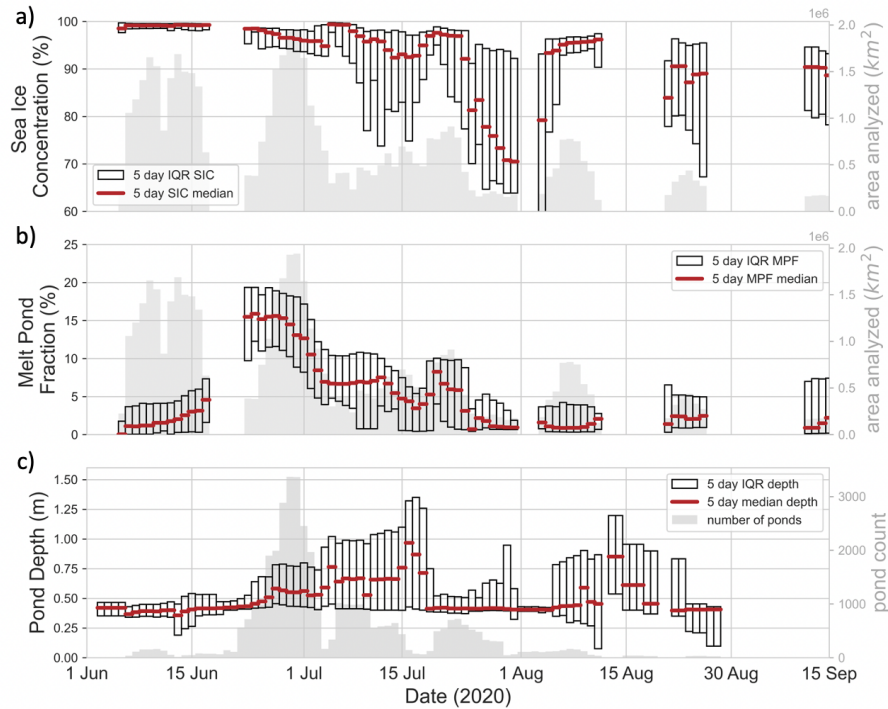 a)
1e6
100
90
80
70
60
Sea Ice
Concentration (%)
5 day IQR SIC
5 day SIC median
2.0
1.5
1.0
0.5
0.0
area analyzed (km²)
b)
1e6
25
20
15
10
5
0
Melt Pond
Fraction (%)
5 day IQR MPF
5 day MPF median
2.0
1.5
1.0
0.5
0.0
area analyzed (km²)
c)
1.50
1.25
1.00
0.75
0.50
0.25
0.00
Pond Depth (m)
5 day IQR depth
5 day median depth
number of ponds
3000
2000
1000
0
pond count
1 Jun
15 Jun
1 Jul
15 Jul
1 Aug
15 Aug
30 Aug
15 Sep
Date (2020)